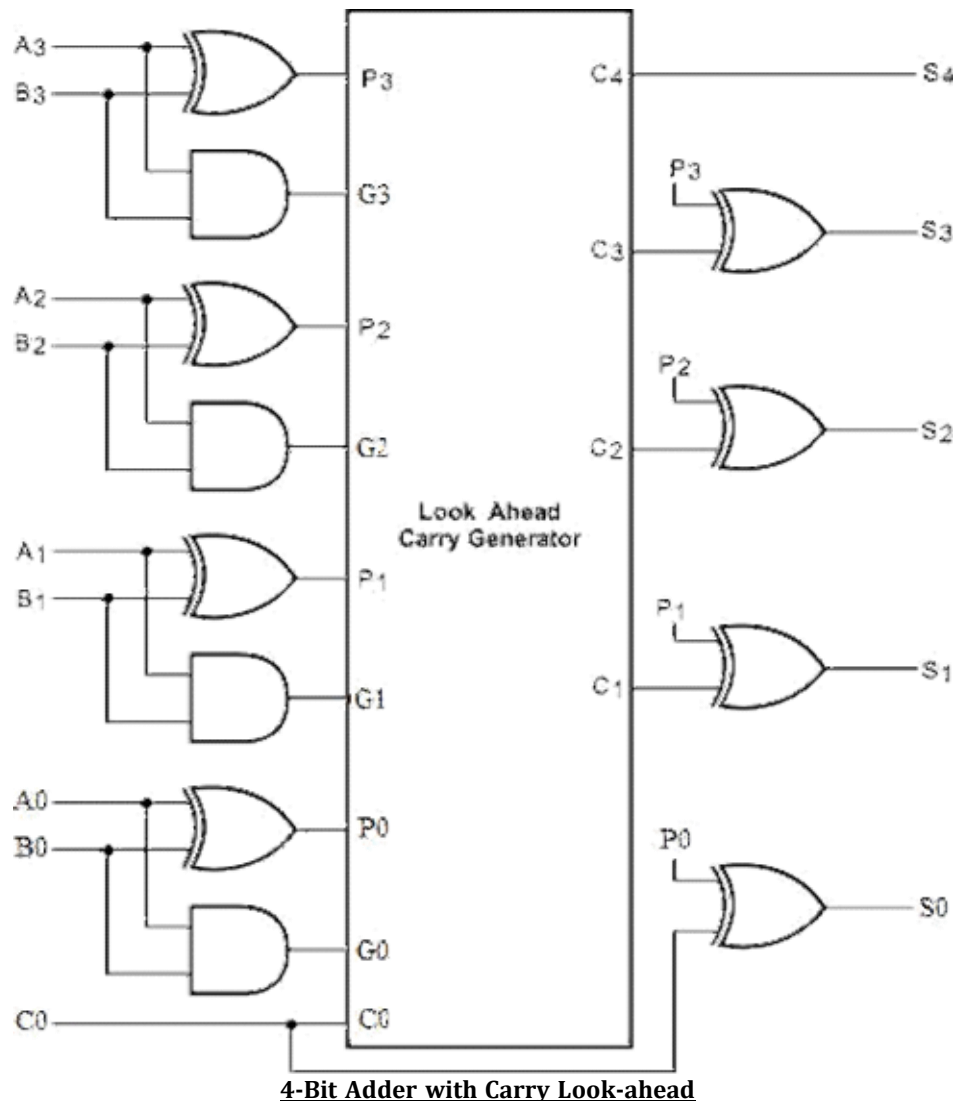 A3
B3
P3
G3
A2
B2
P2
G2
A1
B1
P1
G1
A0
B0
P0
G0
C0
C0
Look Ahead
Carry Generator
C4
S4
P3
C3
S3
P2
C2
S2
P1
C1
S1
P0
S0
4-Bit Adder with Carry Look-ahead